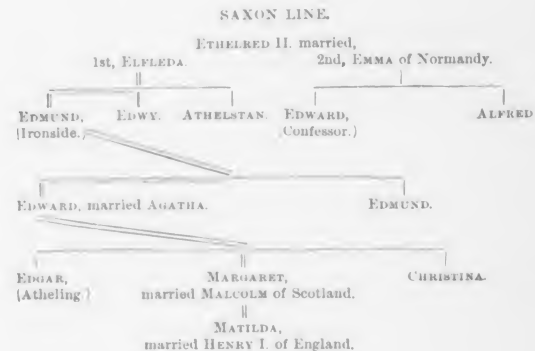 SAXON LINE.
ETHELRED II. married,
1st, ELFLEDA. 2nd, EMMA of Normandy.
EDMUND, EDWY. ATHELSTAN. EDWARD, ALFRED
(Ironside.) (Confessor.)
EDWARD, married AGATHA. EDMUND.
EDGAR, MARGARET, CHRISTINA.
(Atheling) married MALCOLM of Scotland.
MATILDA,
married HENRY I. of England.